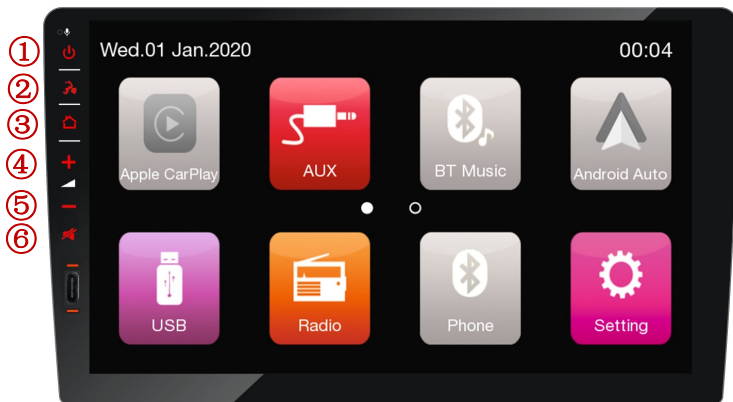 Wed.01 Jan.2020 00:04
①
②
③
④
⑤
⑥
Apple CarPlay AUX BT Music Android Auto
USB Radio Phone Setting